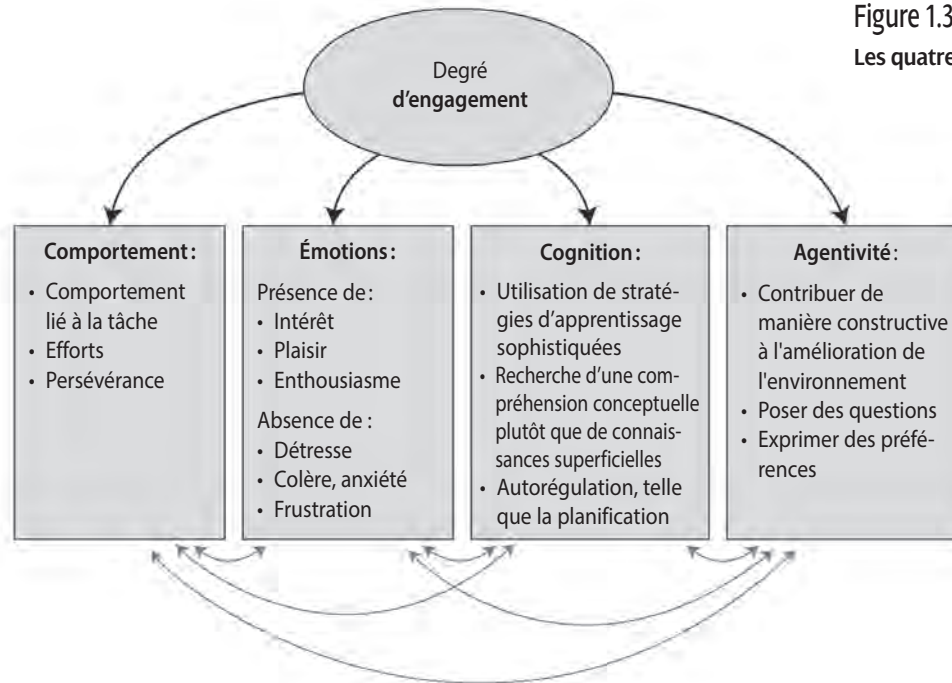 Figure 1.3
Les quatre
Degré
d'engagement
Comportement :
• Comportement
lié à la tâche
• Efforts
• Persévérance
Émotions :
Présence de :
• Intérêt
• Plaisir
• Enthousiasme
Absence de :
• Détresse
• Colère, anxiété
• Frustration
Cognition :
• Utilisation de straté-
gies d'apprentissage
sophistiquées
• Recherche d'une com-
préhension conceptuelle
plutôt que de connais-
sances superficielles
• Autorégulation, telle
que la planification
Agentivité :
• Contribuer de
manière constructive
à l'amélioration de
l'environnement
• Poser des questions
• Exprimer des préfé-
rences